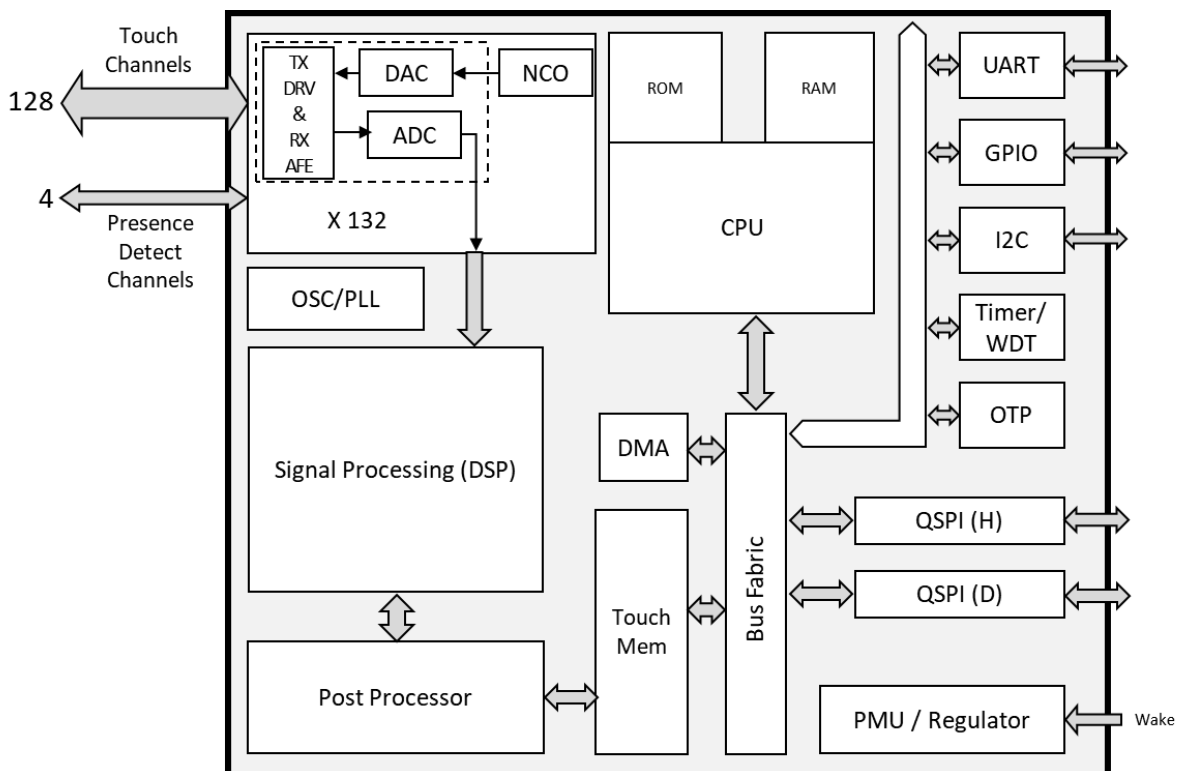 Touch
Channels
128
4
Presence
Detect
Channels
TX
DRV
&
RX
AFE
DAC
NCO
ADC
X 132
OSC/PLL
Signal Processing (DSP)
Post Processor
ROM
RAM
CPU
DMA
Touch
Mem
Bus Fabric
UART
GPIO
I2C
Timer/
WDT
OTP
QSPI (H)
QSPI (D)
PMU / Regulator
Wake